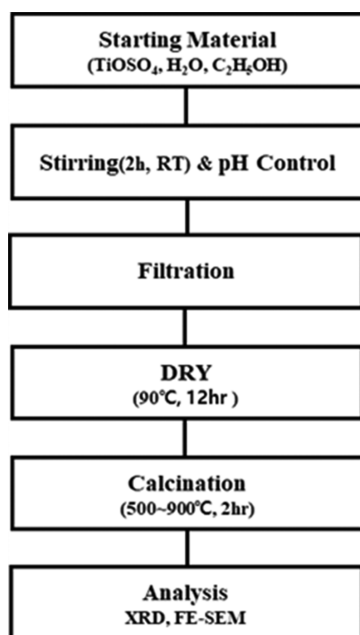 Starting Material
(TiOSO₄, H₂O, C₂H₅OH)
Stirring(2h, RT) & pH Control
Filtration
DRY
(90℃, 12hr )
Calcination
(500~900℃, 2hr)
Analysis
XRD, FE-SEM